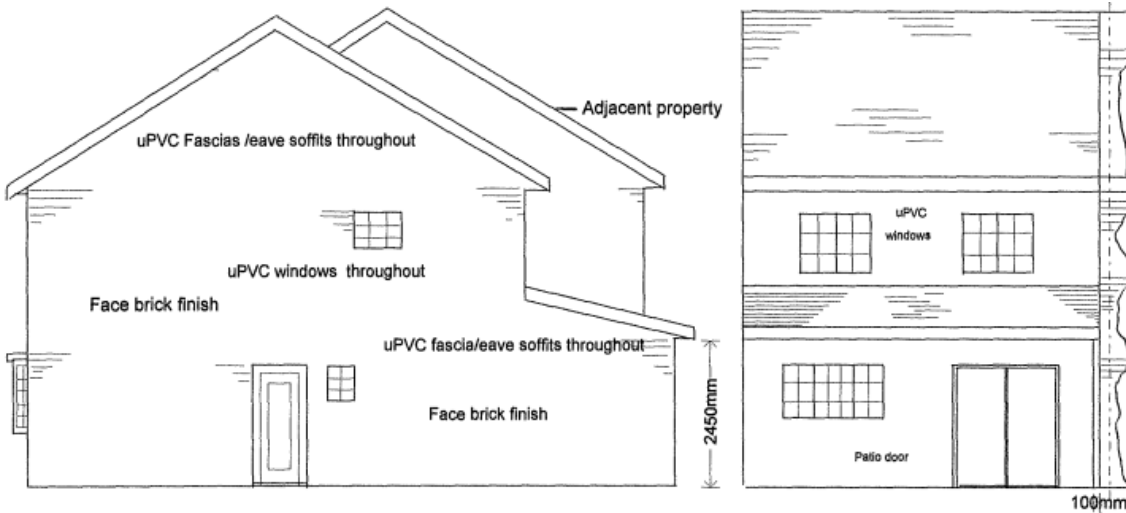 Adjacent property
uPVC Fascias /eave soffits throughout
uPVC windows throughout
Face brick finish
uPVC fascia/eave soffits throughout
Face brick finish
2450mm
uPVC
windows
Patio door
100mm